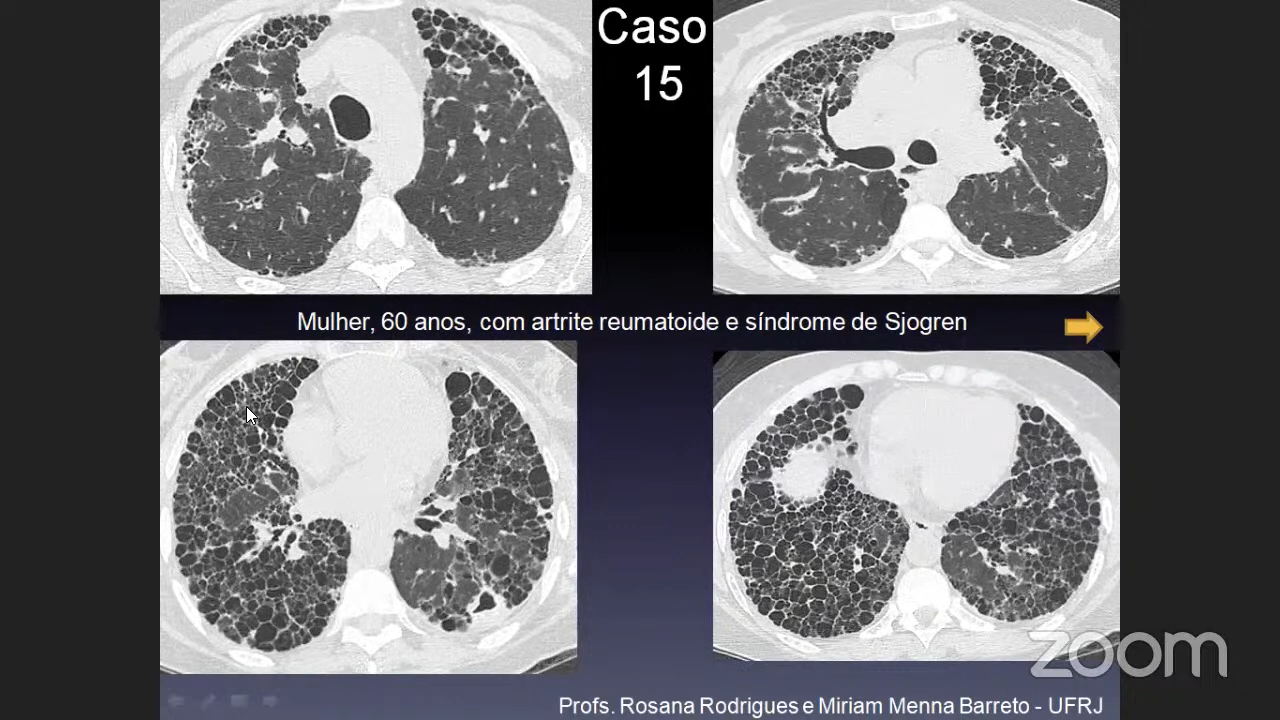 Caso
15
Mulher, 60 anos, com artrite reumatoide e síndrome de Sjogren
zoom
Profs. Rosana Rodrigues e Miriam Menna Barreto - UFRJ